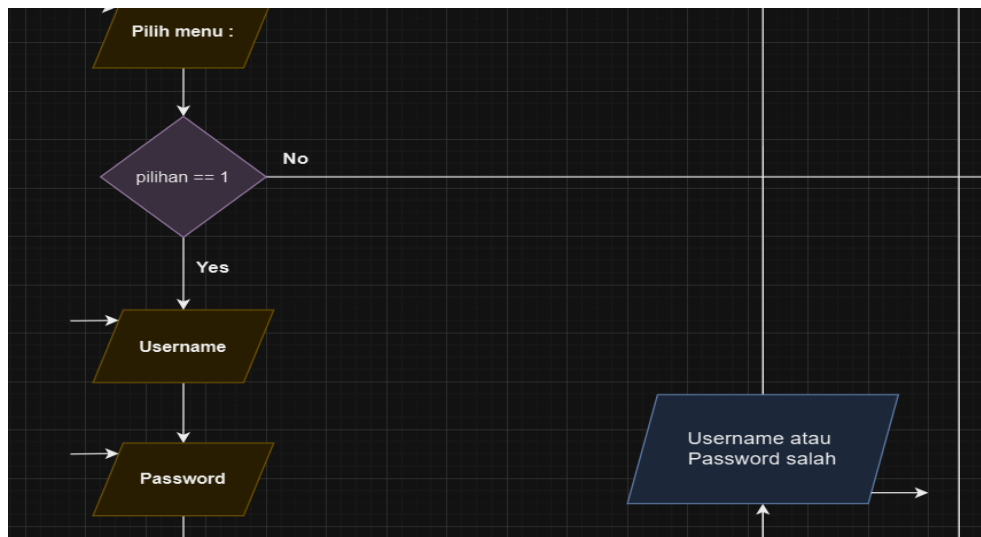 Pilih menu :
No
pilihan == 1
Yes
Username
Username atau
Password salah
Password